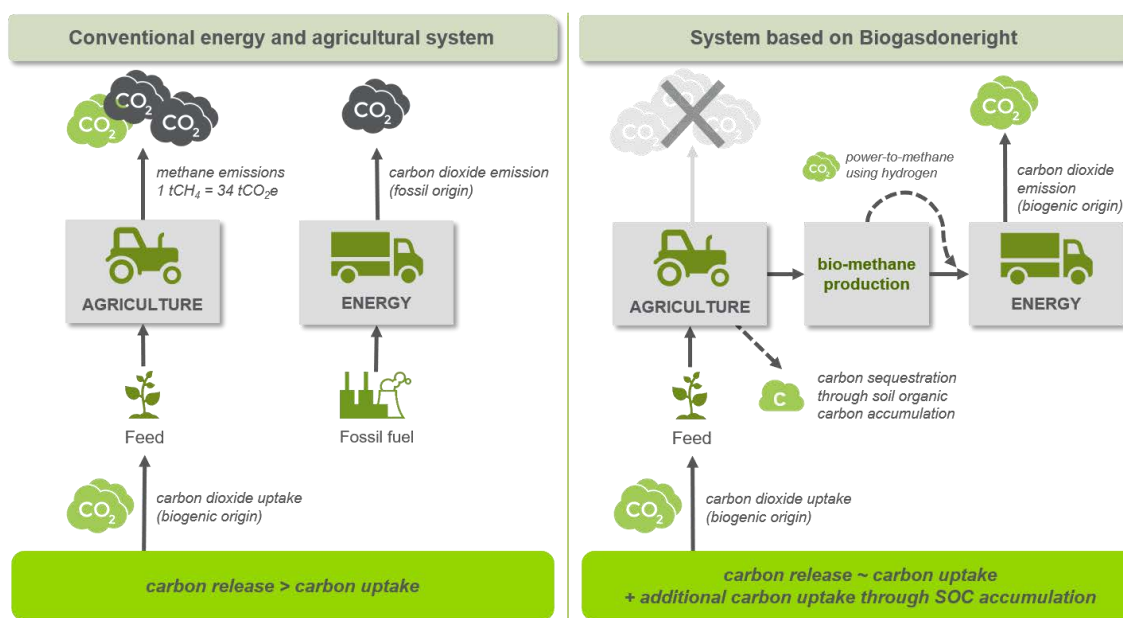 Conventional energy and agricultural system
CO2
CO2
CO2
CO2
methane emissions
1 tCH4 = 34 tCO2e
carbon dioxide emission
(fossil origin)
AGRICULTURE
ENERGY
Feed
Fossil fuel
CO2
carbon dioxide uptake
(biogenic origin)
carbon release > carbon uptake
System based on Biogasdoneright
CO2
CO2
CO2
CO2
CO2
power-to-methane
using hydrogen
carbon dioxide
emission
(biogenic origin)
AGRICULTURE
bio-methane
production
ENERGY
C
carbon sequestration
through soil organic
carbon accumulation
Feed
CO2
carbon dioxide uptake
(biogenic origin)
carbon release ~ carbon uptake
+ additional carbon uptake through SOC accumulation